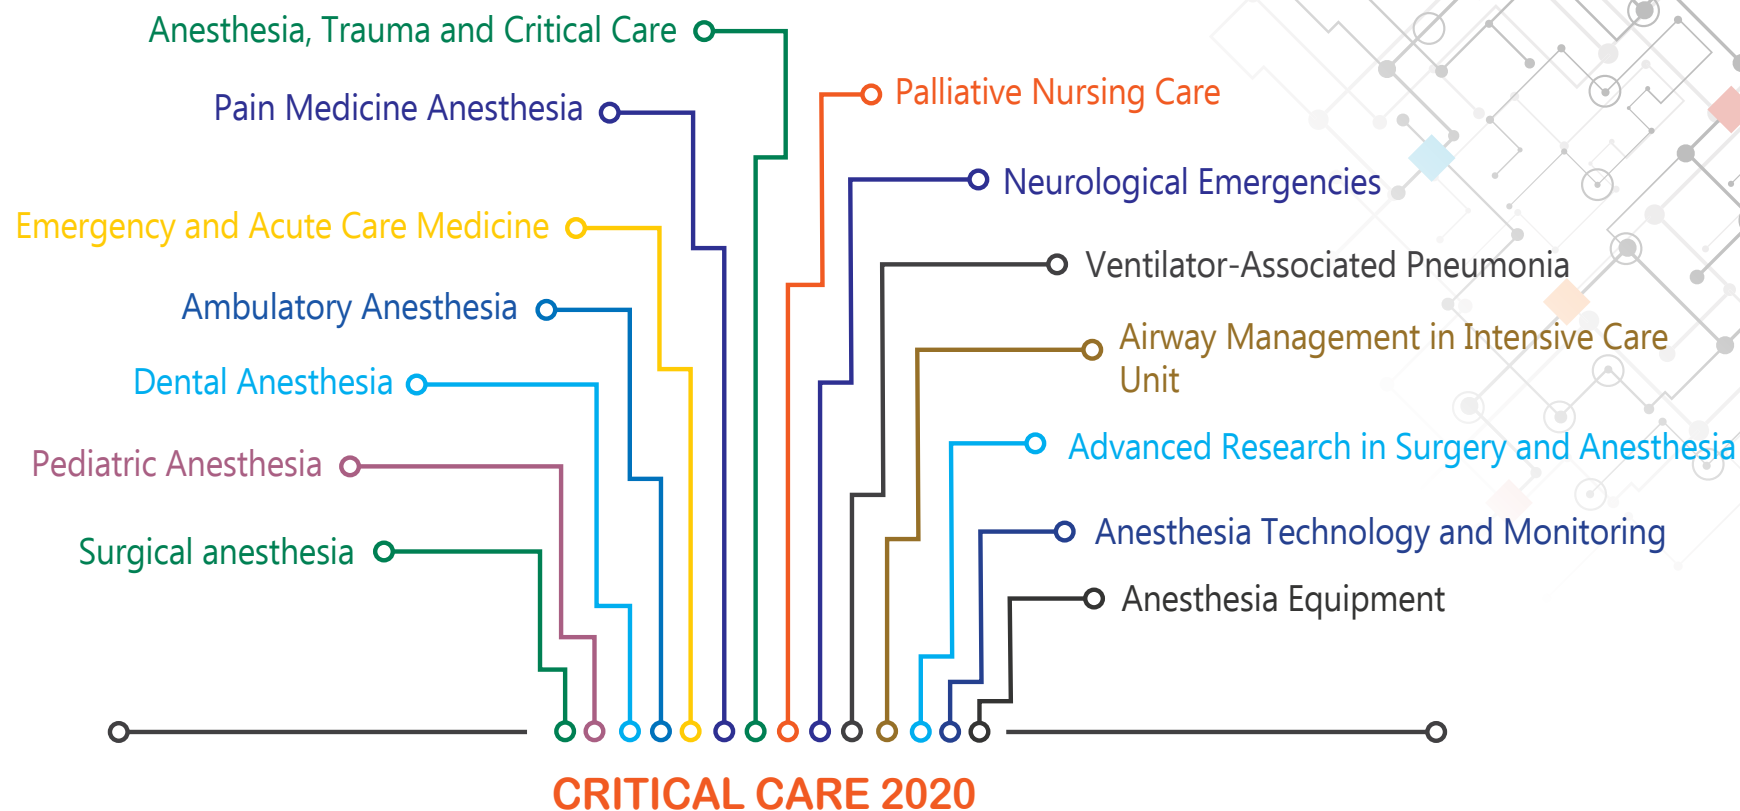 Anesthesia, Trauma and Critical Care
Pain Medicine Anesthesia
Emergency and Acute Care Medicine
Ambulatory Anesthesia
Dental Anesthesia
Pediatric Anesthesia
Surgical anesthesia
Palliative Nursing Care
Neurological Emergencies
Ventilator-Associated Pneumonia
Airway Management in Intensive Care
Unit
Advanced Research in Surgery and Anesthesia
Anesthesia Technology and Monitoring
Anesthesia Equipment
CRITICAL CARE 2020